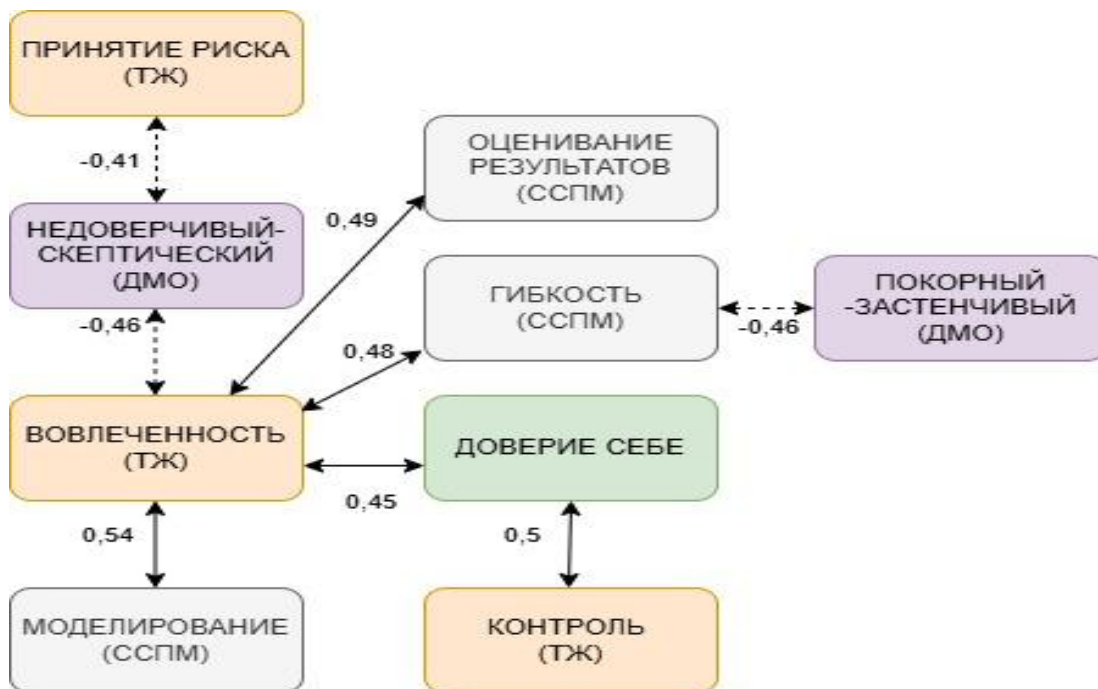 ПРИНЯТИЕ РИСКА
(ТЖ)
-0,41
ОЦЕНИВАНИЕ
РЕЗУЛЬТАТОВ
(ССПМ)
0,49
НЕДОВЕРЧИВЫЙ-
СКЕПТИЧЕСКИЙ
(ДМО)
ГИБКОСТЬ
(ССПМ)
ПОКОРНЫЙ
-ЗАСТЕНЧИВЫЙ
(ДМО)
-0,46
-0,46
0,48
ВОВЛЕЧЕННОСТЬ
(ТЖ)
ДОВЕРИЕ СЕБЕ
0,45
0,54
0,5
МОДЕЛИРОВАНИЕ
(ССПМ)
КОНТРОЛЬ
(ТЖ)